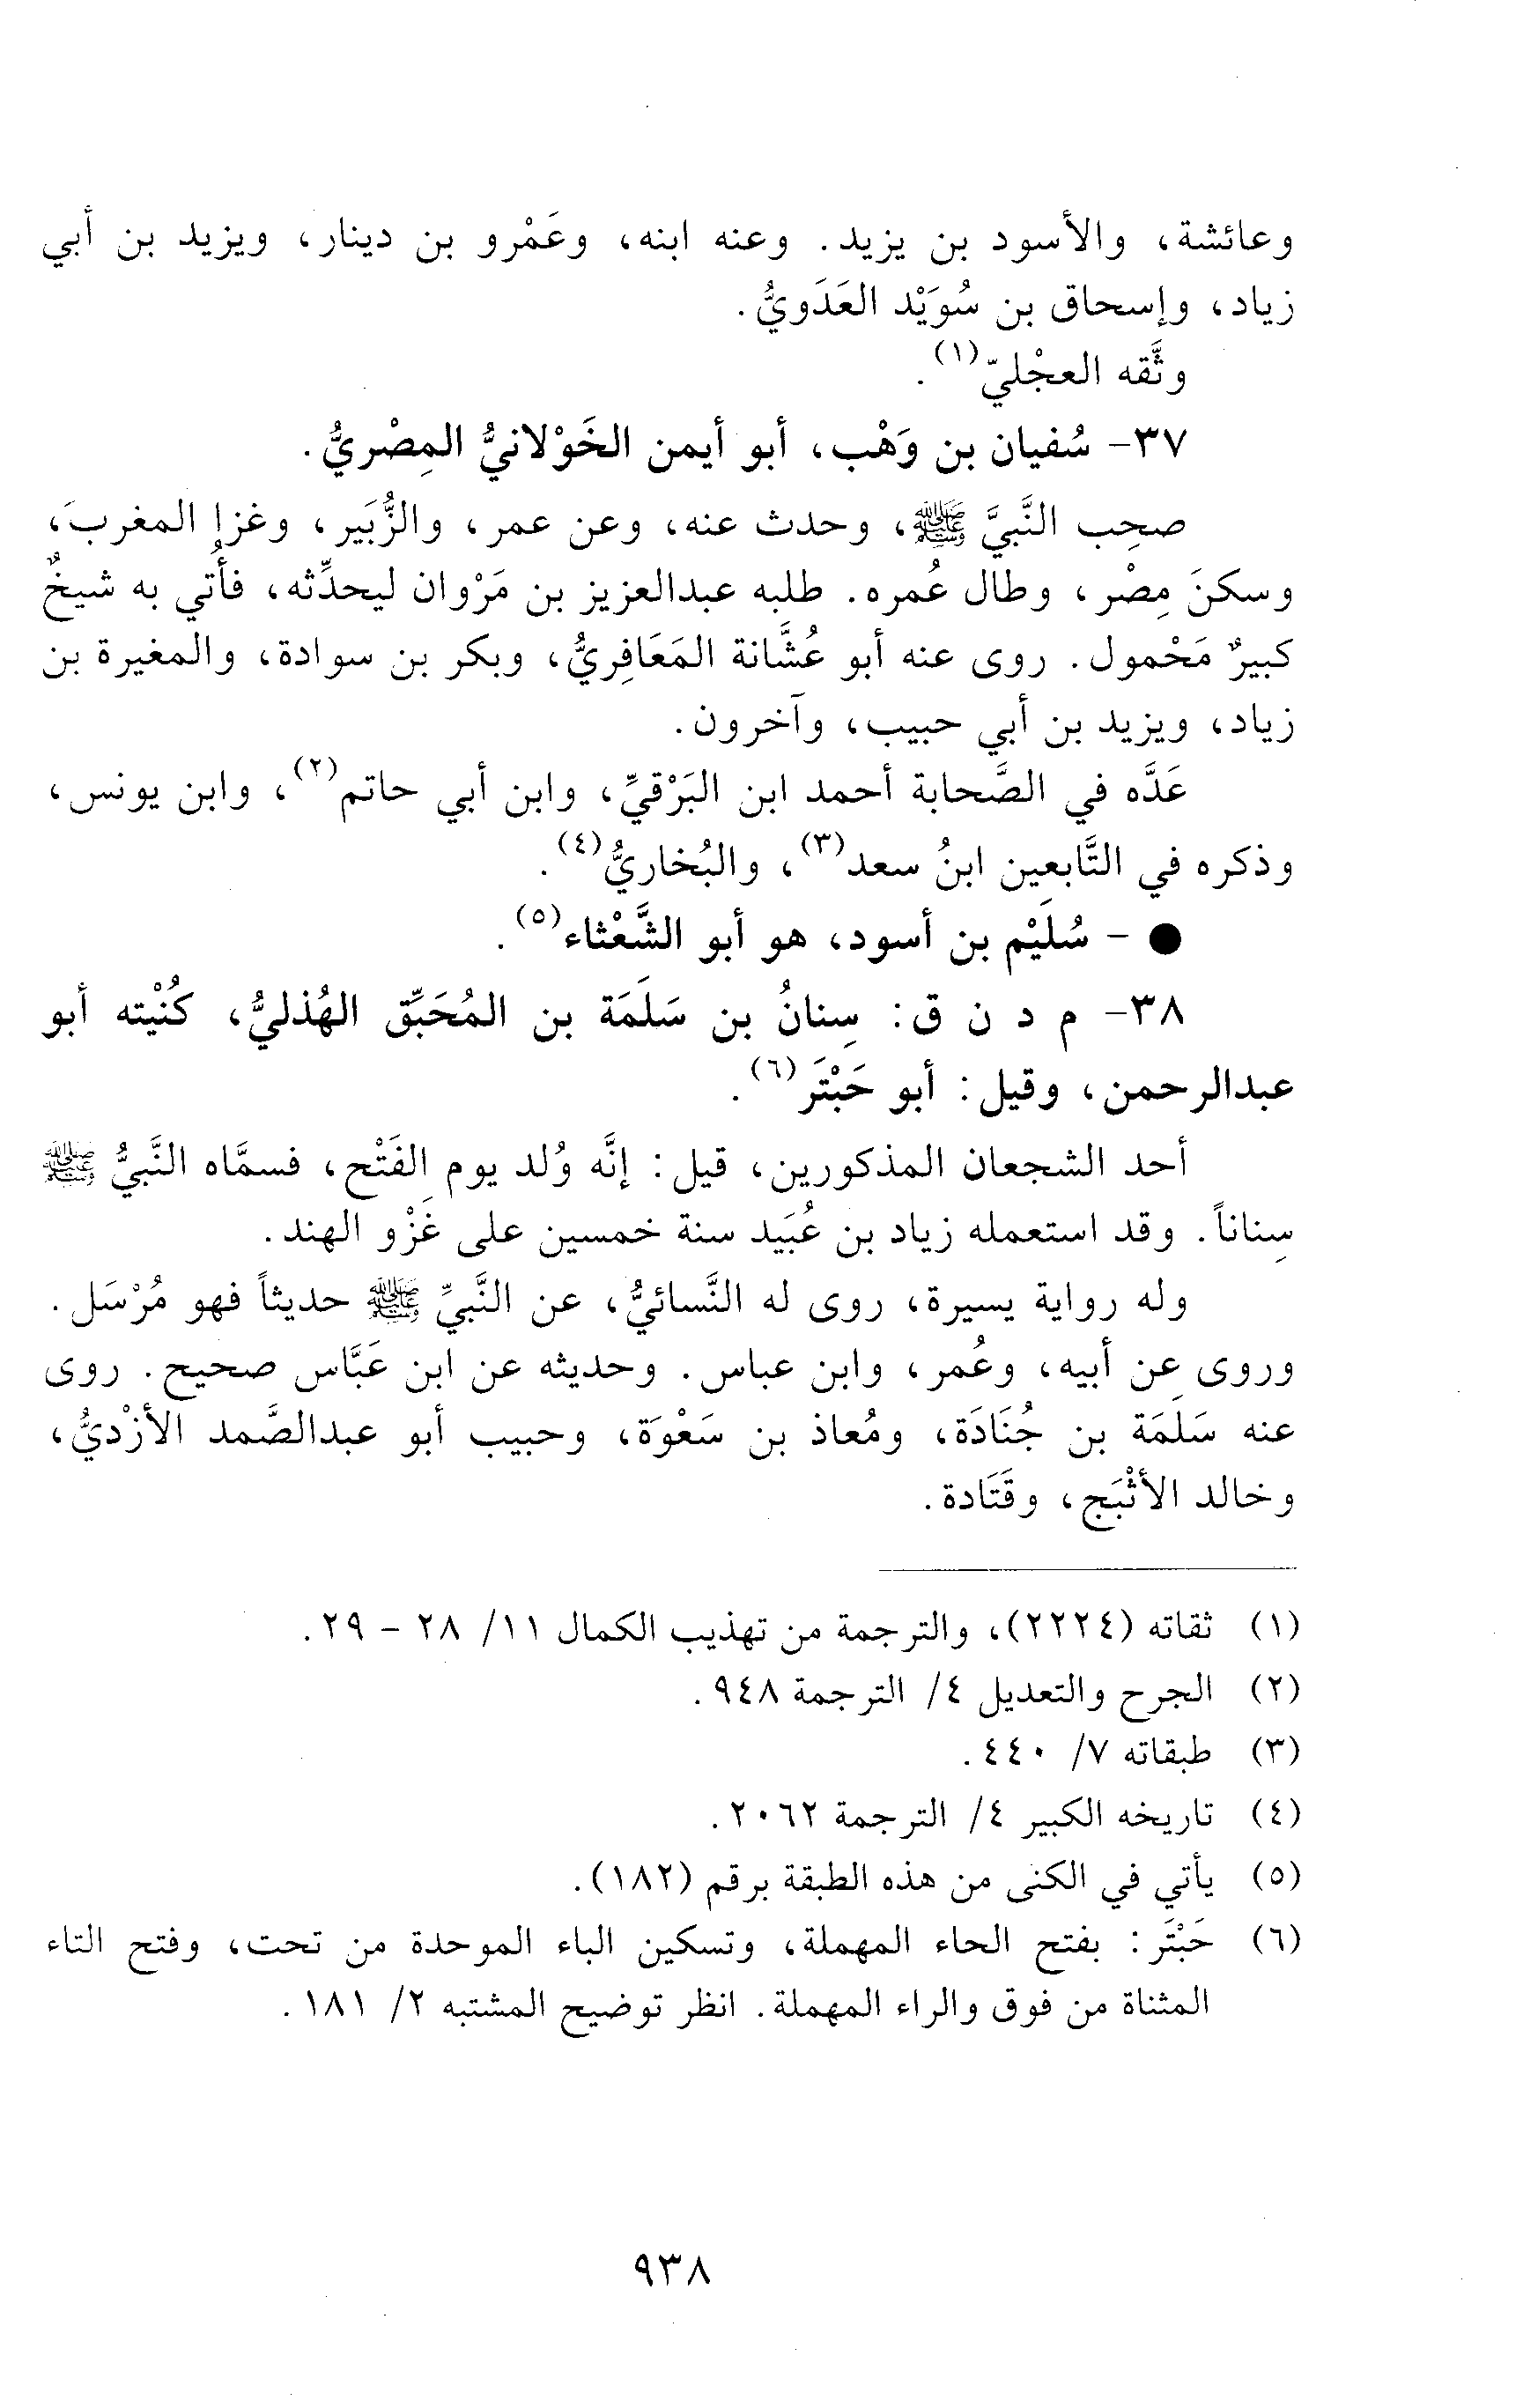 وعائشة، والأسود بن يزيد. وعنه ابنه، وعَمْرو بن دينار، ويزيد بن أبي
زياد، وإسحاق بن سُوَيْد العَدَويُّ.
وثَّقه العجْليّ(١).
٣٧- سُفيان بن وَهْب، أبو أيمن الخَوْلانيُّ المِصْريُّ.
صحِب النَّبيَّ ﷺ، وحدث عنه، وعن عمر، والزُّبَير، وغزا المغربَ،
وسكنَ مِصْر، وطال عُمره. طلبه عبدالعزيز بن مَرْوان ليحدِّثه، فأُتي به شيخٌ
كبيرٌ مَحْمول. روى عنه أبو عُشَّانة المَعَافِريُّ، وبكر بن سوادة، والمغيرة بن
زياد، ويزيد بن أبي حبيب، وآخرون.
عَدَّه في الصَّحابة أحمد ابن البَرْقيِّ، وابن أبي حاتم(٢)، وابن يونس،
وذكره في التَّابعين ابنُ سعد(٣)، والبُخاريُّ(٤).
● - سُلَيْم بن أسود، هو أبو الشَّعْثاء(٥).
٣٨- م د ن ق: سِنانُ بن سَلَمَة بن المُحَبِّق الهُذليُّ، كُنْيته أبو
عبدالرحمن، وقيل: أبو حَبْتَر(٦).
أحد الشجعان المذكورين، قيل: إنَّه وُلد يوم الفَتْح، فسمَّاه النَّبيُّ ﷺ
سِناناً. وقد استعمله زياد بن عُبَيد سنة خمسين على غَزْو الهند.
وله رواية يسيرة، روى له النَّسائيُّ، عن النَّبيِّ ﷺ حديثاً فهو مُرْسَل.
وروى عن أبيه، وعُمر، وابن عباس. وحديثه عن ابن عَبَّاس صحيح. روى
عنه سَلَمَة بن جُنَادَة، ومُعاذ بن سَعْوَة، وحبيب أبو عبدالصَّمد الأزْديُّ،
وخالد الأثْبَج، وقَتَادة.
(١) ثقاته (٢٢٢٤)، والترجمة من تهذيب الكمال ١١/ ٢٨ - ٢٩.
(٢) الجرح والتعديل ٤/ الترجمة ٩٤٨.
(٣) طبقاته ٧/ ٤٤٠.
(٤) تاريخه الكبير ٤/ الترجمة ٢٠٦٢.
(٥) يأتي في الكنى من هذه الطبقة برقم (١٨٢).
(٦) حَبْتَر: بفتح الحاء المهملة، وتسكين الباء الموحدة من تحت، وفتح التاء
المثناة من فوق والراء المهملة. انظر توضيح المشتبه ٢/ ١٨١.
٩٣٨